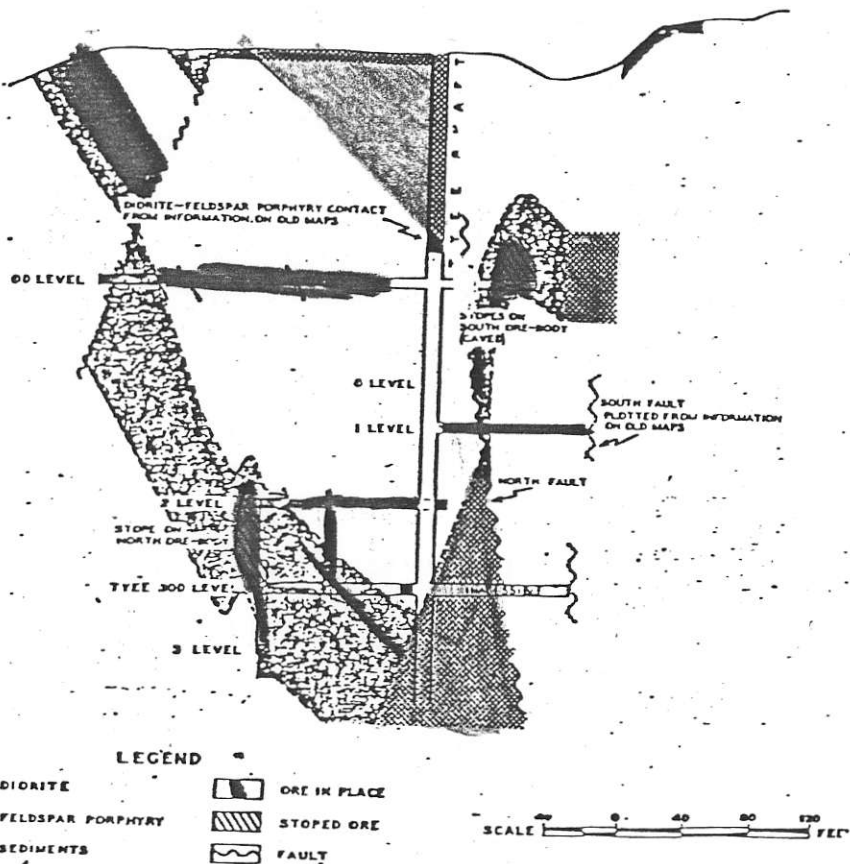 TYEE SHAFT
DIORITE-FELDSPAR PORPHYRY CONTACT
FROM INFORMATION ON OLD MAPS
00 LEVEL
STOPES ON
SOUTH ORE-BODY
(CAVED)
0 LEVEL
1 LEVEL
SOUTH FAULT
PLOTTED FROM INFORMATION
ON OLD MAPS
NORTH FAULT
2 LEVEL
STOPE ON
NORTH ORE-BODY
TYEE 300 LEVEL
INACCESSIBLE
3 LEVEL
LEGEND
DIORITE
ORE IN PLACE
FELDSPAR PORPHYRY
STOPED ORE
SEDIMENTS
FAULT
SCALE 40 0 40 80 120 FEET